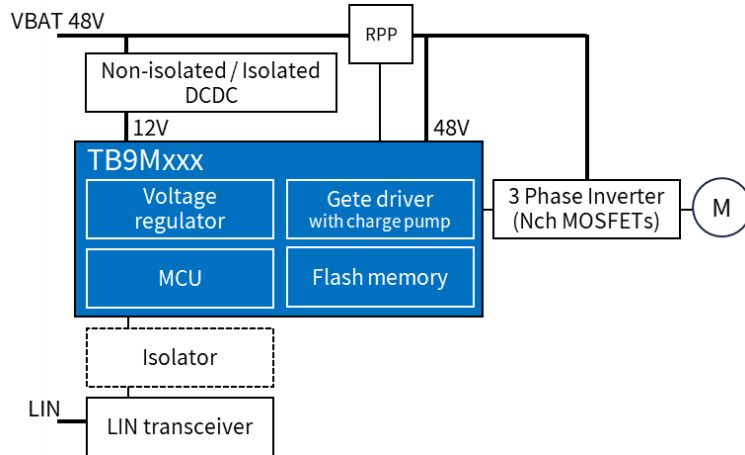 VBAT 48V
RPP
Non-isolated / Isolated
DCDC
12V
48V
TB9Mxxx
Voltage
regulator
Gete driver
with charge pump
3 Phase Inverter
(Nch MOSFETs)
M
MCU
Flash memory
Isolator
LIN
LIN transceiver